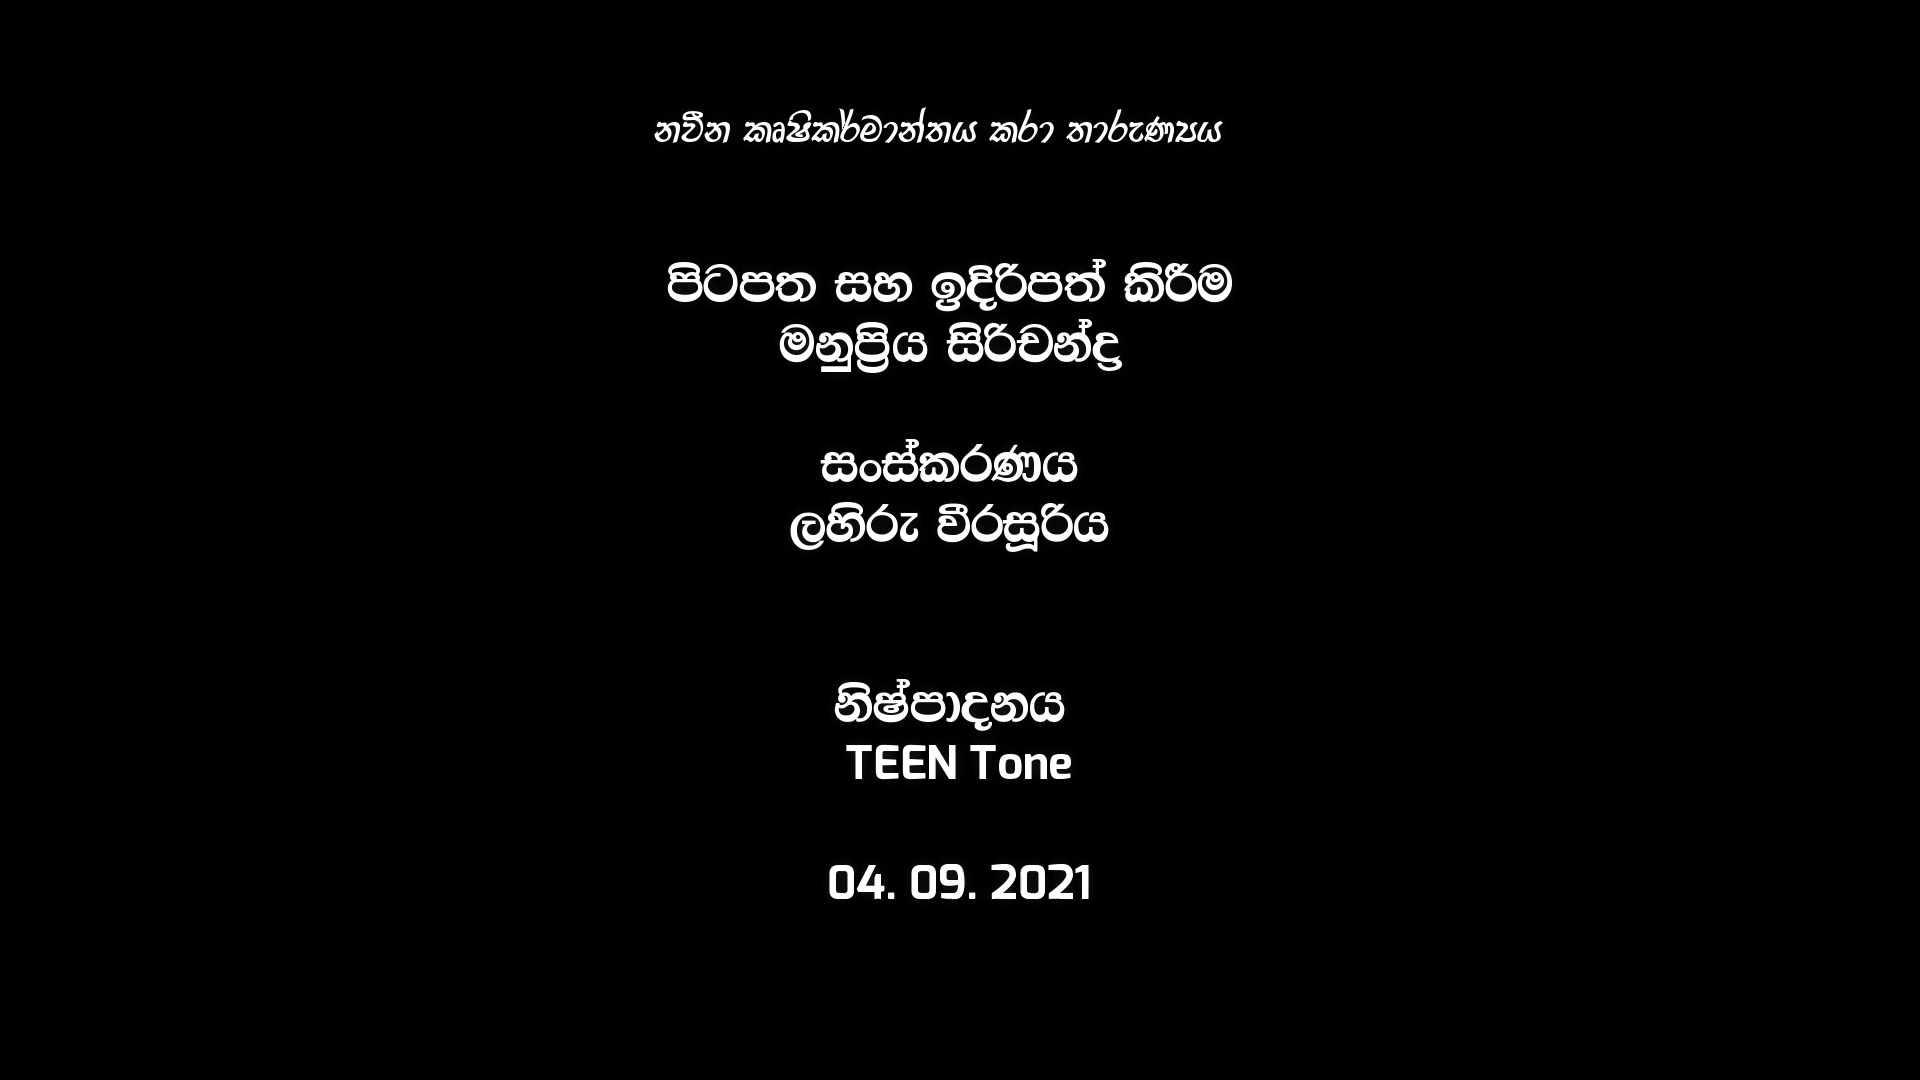 නවීන කෘෂිකර්මාන්තය කරා තාරුණ්‍යය
පිටපත සහ ඉදිරිපත් කිරීම
මනුප්‍රිය සිරිචන්ද්‍ර
සංස්කරණය
ලහිරු වීරසූරිය
නිෂ්පාදනය
TEEN Tone
04. 09. 2021